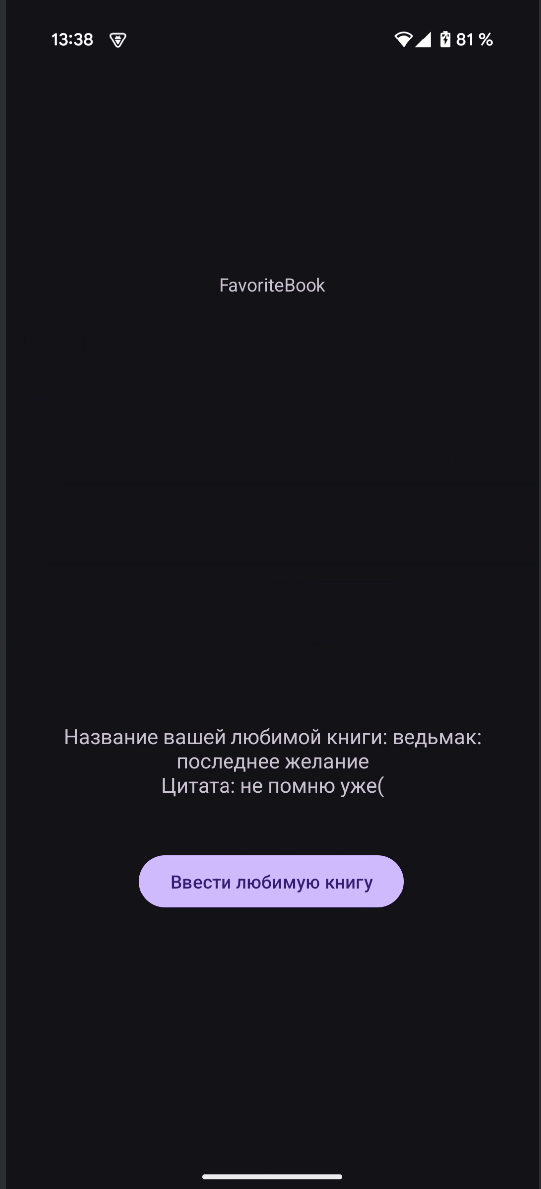 13:38
81 %
FavoriteBook
Название вашей любимой книги: ведьмак:
последнее желание
Цитата: не помню уже(
Ввести любимую книгу